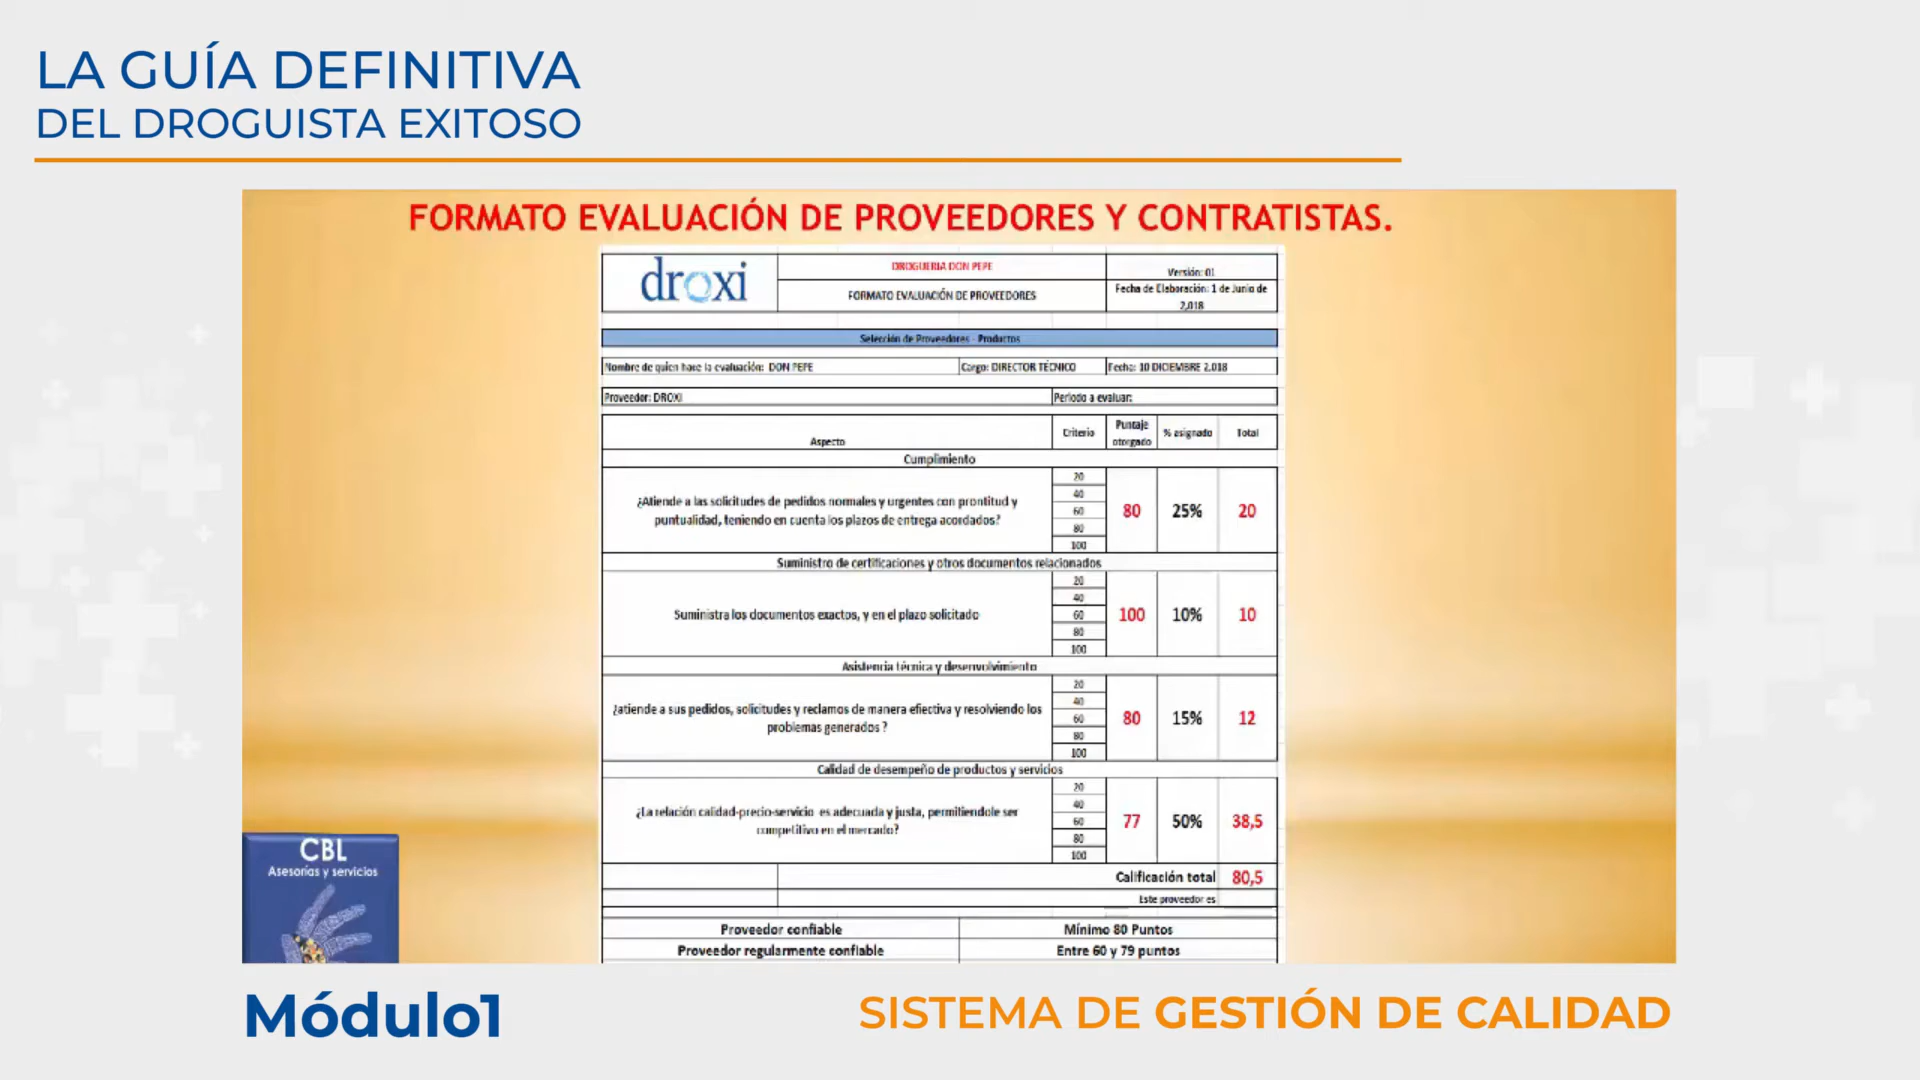 LA GUÍA DEFINITIVA
DEL DROGUISTA EXITOSO
FORMATO EVALUACIÓN DE PROVEEDORES Y CONTRATISTAS.
droxi
DROGUERIA DON PEPE
Versión: 01
FORMATO EVALUACIÓN DE PROVEEDORES
Fecha de Elaboración: 1 de Junio de
2,018
Selección de Proveedores - Productos
Nombre de quien hace la evaluación: DON PEPE
Cargo: DIRECTOR TÉCNICO
Fecha: 10 DICIEMBRE 2.018
Proveedor: DROXI
Periodo a evaluar:
Aspecto
Criterio
Puntaje
otorgado
% asignado
Total
Cumplimiento
¿Atiende a las solicitudes de pedidos normales y urgentes con prontitud y
puntualidad, teniendo en cuenta los plazos de entrega acordados?
20
40
60
80
100
80
25%
20
Suministro de certificaciones y otros documentos relacionados
Suministra los documentos exactos, y en el plazo solicitado
20
40
60
80
100
100
10%
10
Asistencia técnica y desenvolvimiento
¿atiende a sus pedidos, solicitudes y reclamos de manera efectiva y resolviendo los
problemas generados ?
20
40
60
80
100
80
15%
12
Calidad de desempeño de productos y servicios
¿La relación calidad-precio-servicio es adecuada y justa, permitiendole ser
competitivo en el mercado?
20
40
60
80
100
77
50%
38,5
Calificación total
80,5
Este proveedor es
Proveedor confiable
Mínimo 80 Puntos
Proveedor regularmente confiable
Entre 60 y 79 puntos
CBL
Asesorías y servicios
Módulo1
SISTEMA DE GESTIÓN DE CALIDAD